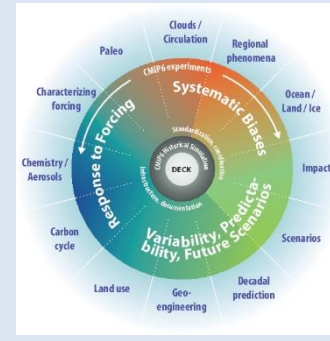 Clouds /
Circulation
Regional
phenomena
Ocean /
Land / Ice
Impact
Scenarios
Decadal
prediction
Geo-
engineering
Land use
Carbon
cycle
Chemistry /
Aerosols
Characterizing
forcing
Paleo
CMIP6 experiments
Systematic Biases
Response to Forcing
Variability, Predicta-
bility, Future Scenarios
Standardization, coordination
infrastructure, documentation
CMIP6 Historical Simulation
DECK